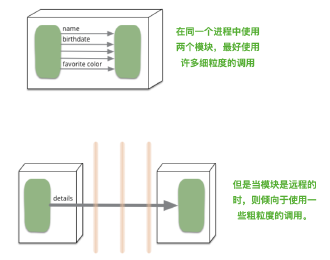 name
birthdate
favorite color
在同一个进程中使用
两个模块，最好使用
许多细粒度的调用
details
但是当模块是远程的
时，则倾向于使用一
些粗粒度的调用。